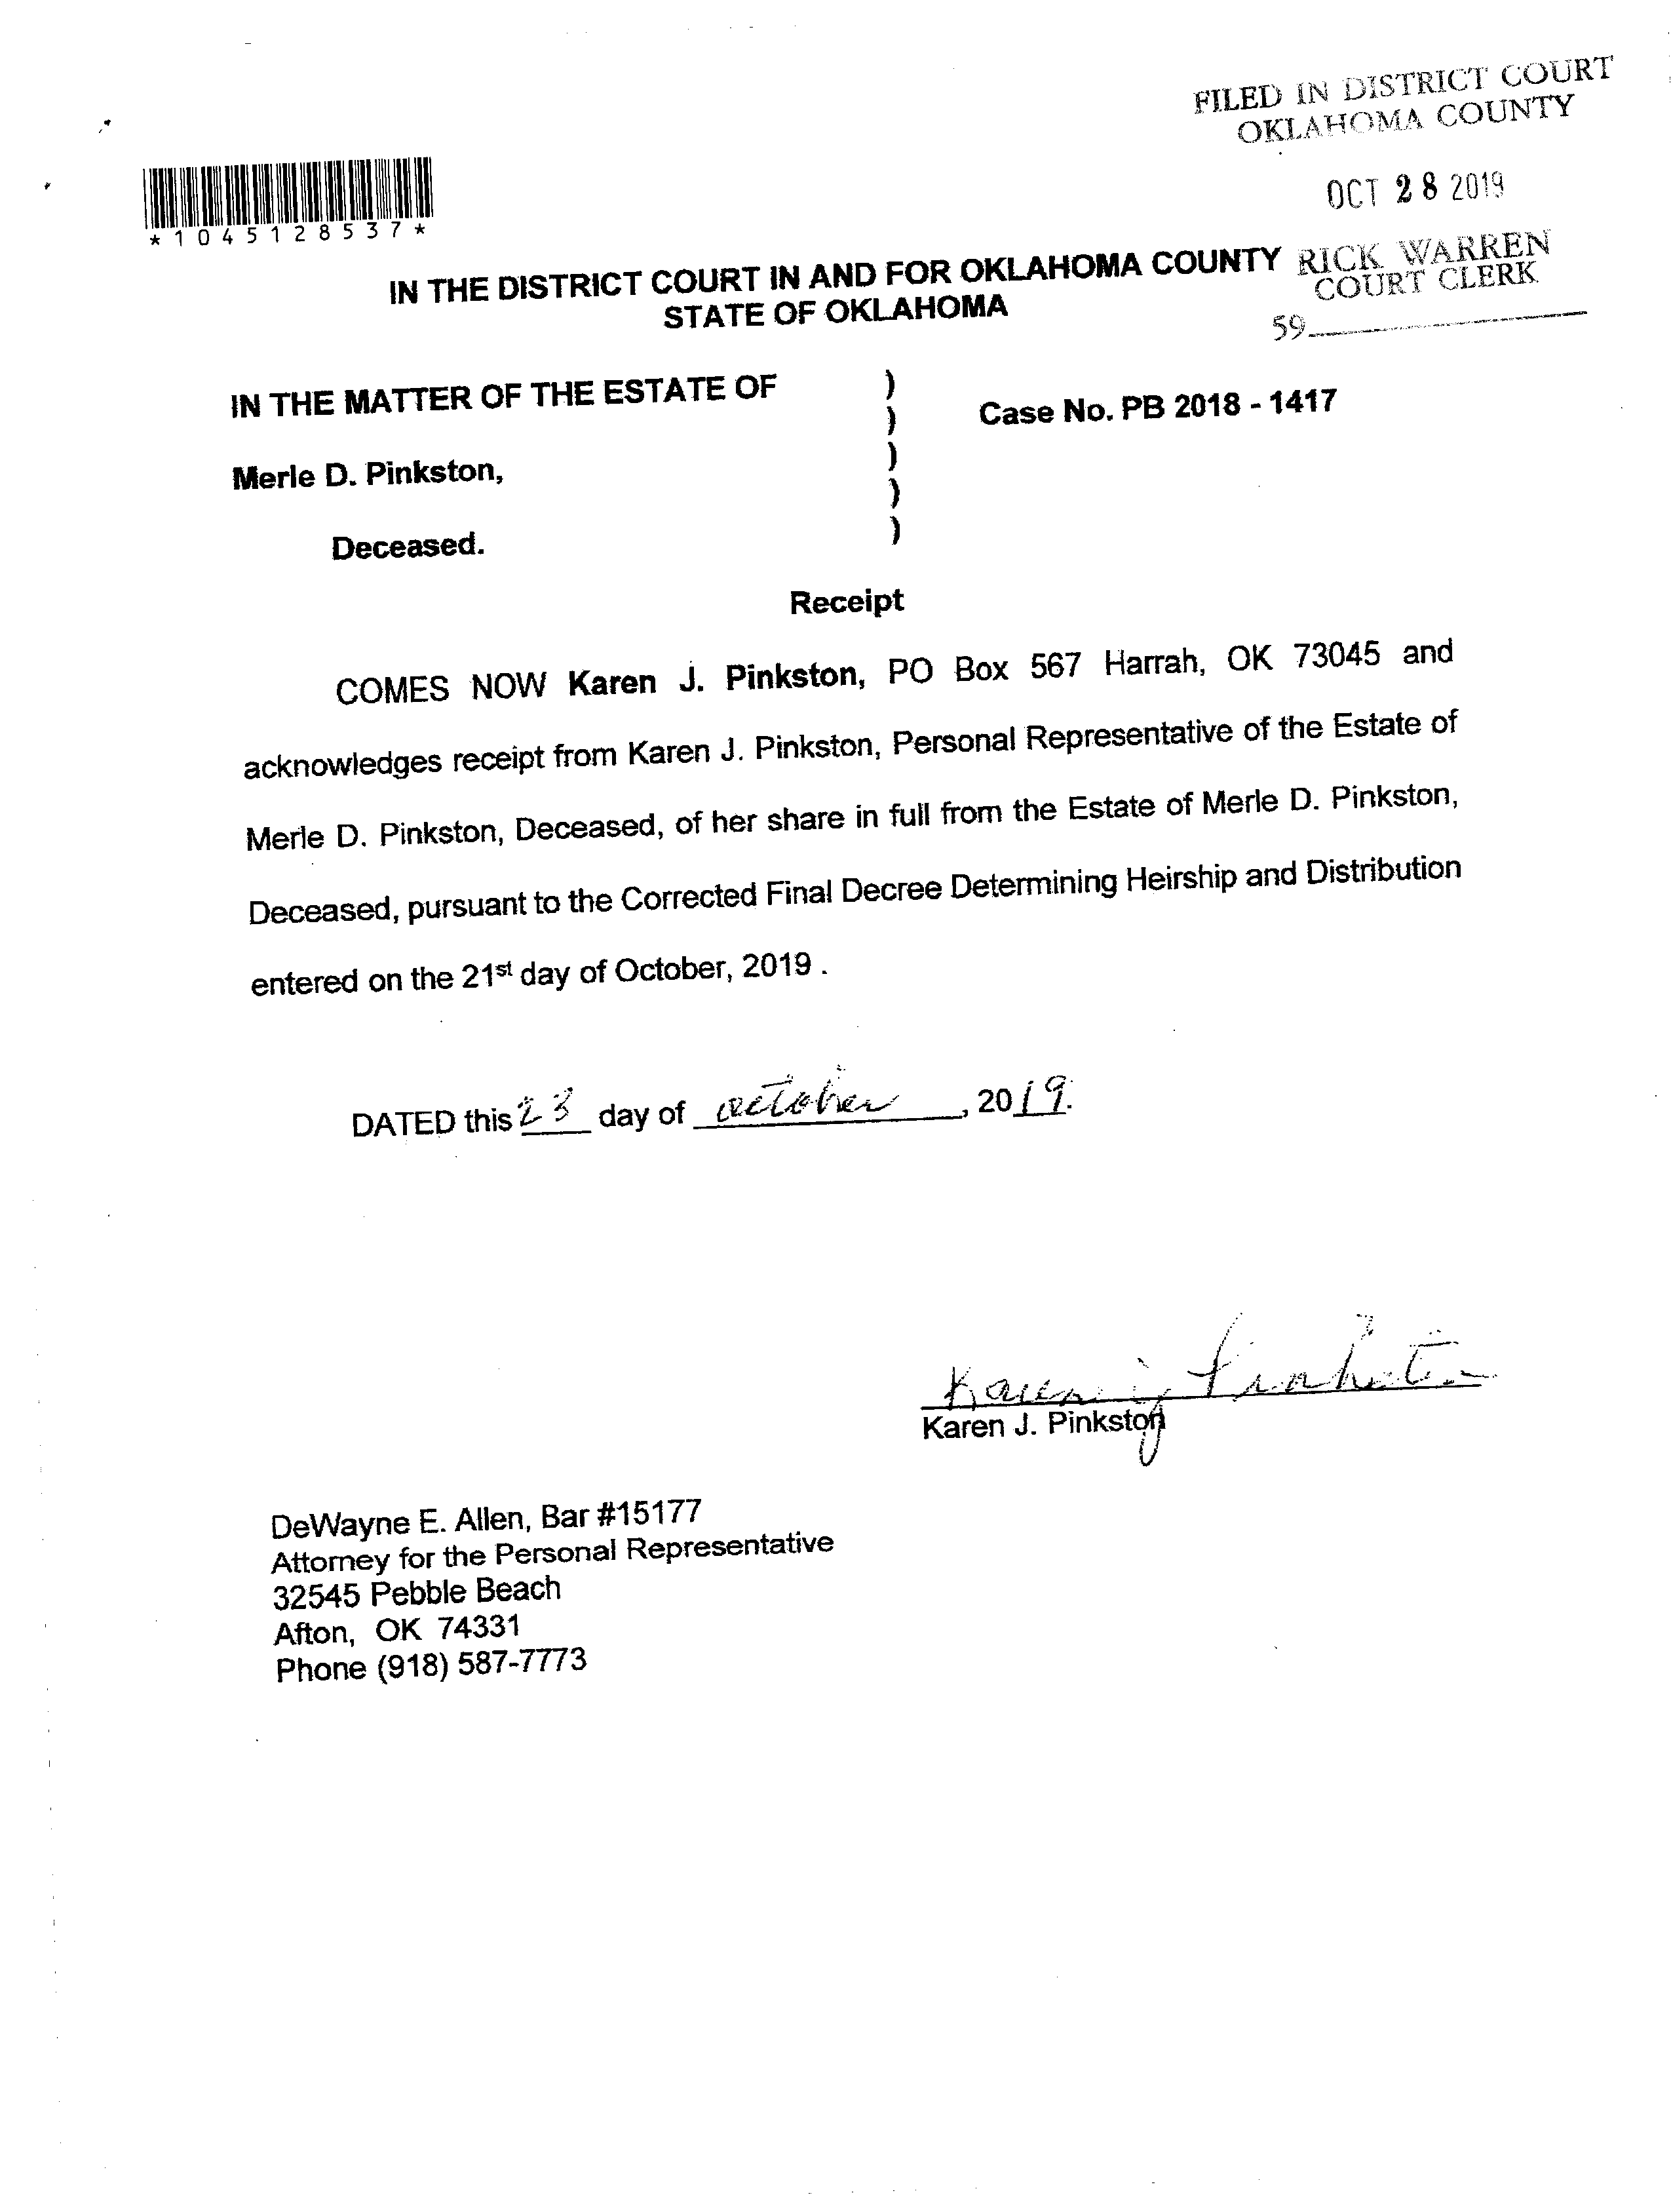 FILED IN DISTRICT COURT
OKLAHOMA COUNTY
OCT 28 2019
*1045128537*
RICK WARREN
COURT CLERK
59
IN THE DISTRICT COURT IN AND FOR OKLAHOMA COUNTY
STATE OF OKLAHOMA
IN THE MATTER OF THE ESTATE OF )
) Case No. PB 2018 - 1417
)
Merle D. Pinkston, )
)
Deceased.
Receipt
COMES NOW Karen J. Pinkston, PO Box 567 Harrah, OK 73045 and
acknowledges receipt from Karen J. Pinkston, Personal Representative of the Estate of
Merle D. Pinkston, Deceased, of her share in full from the Estate of Merle D. Pinkston,
Deceased, pursuant to the Corrected Final Decree Determining Heirship and Distribution
entered on the 21st day of October, 2019 .
DATED this 23 day of october, 2019.
Karen J Pinkston
Karen J. Pinkston
DeWayne E. Allen, Bar #15177
Attorney for the Personal Representative
32545 Pebble Beach
Afton, OK 74331
Phone (918) 587-7773